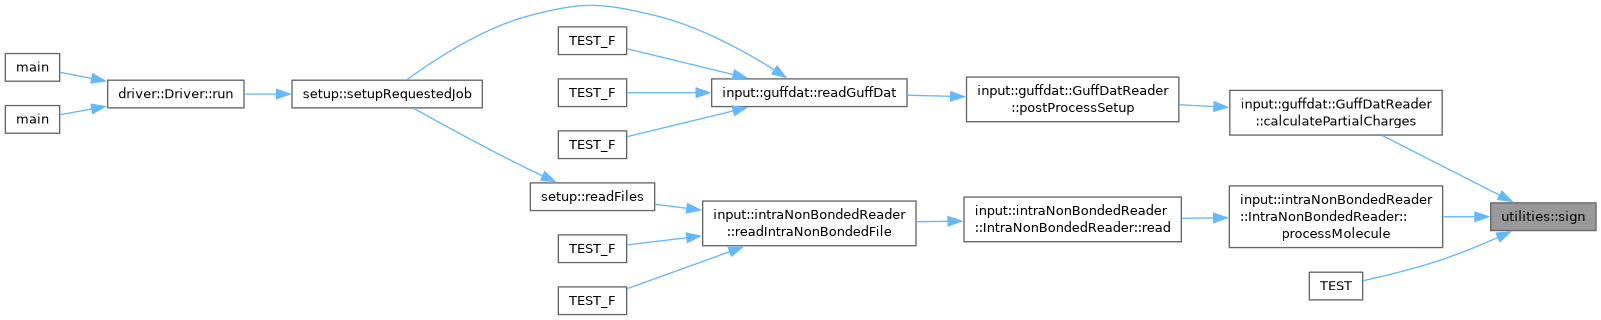 main
main
driver::Driver::run
setup::setupRequestedJob
TEST_F
TEST_F
TEST_F
setup::readFiles
TEST_F
TEST_F
input::guffdat::readGuffDat
input::intraNonBondedReader
::readIntraNonBondedFile
input::guffdat::GuffDatReader
::postProcessSetup
input::intraNonBondedReader
::IntraNonBondedReader::read
input::guffdat::GuffDatReader
::calculatePartialCharges
input::intraNonBondedReader
::IntraNonBondedReader::
processMolecule
TEST
utilities::sign